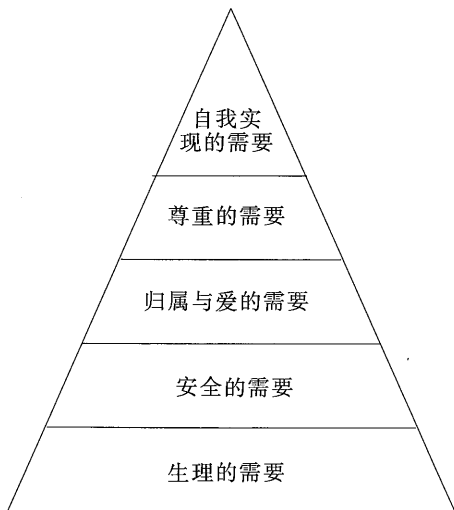 自我实
现的需要
尊重的需要
归属与爱的需要
安全的需要
生理的需要